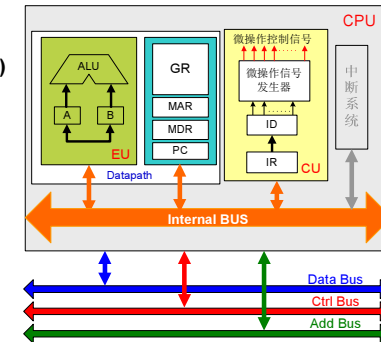 CPU
)
ALU
A
B
EU
GR
MAR
MDR
PC
Datapath
微操作控制信号
......
微操作信号
发生器
......
ID
IR
CU
中
断
系
统
Internal BUS
Data Bus
Ctrl Bus
Add Bus